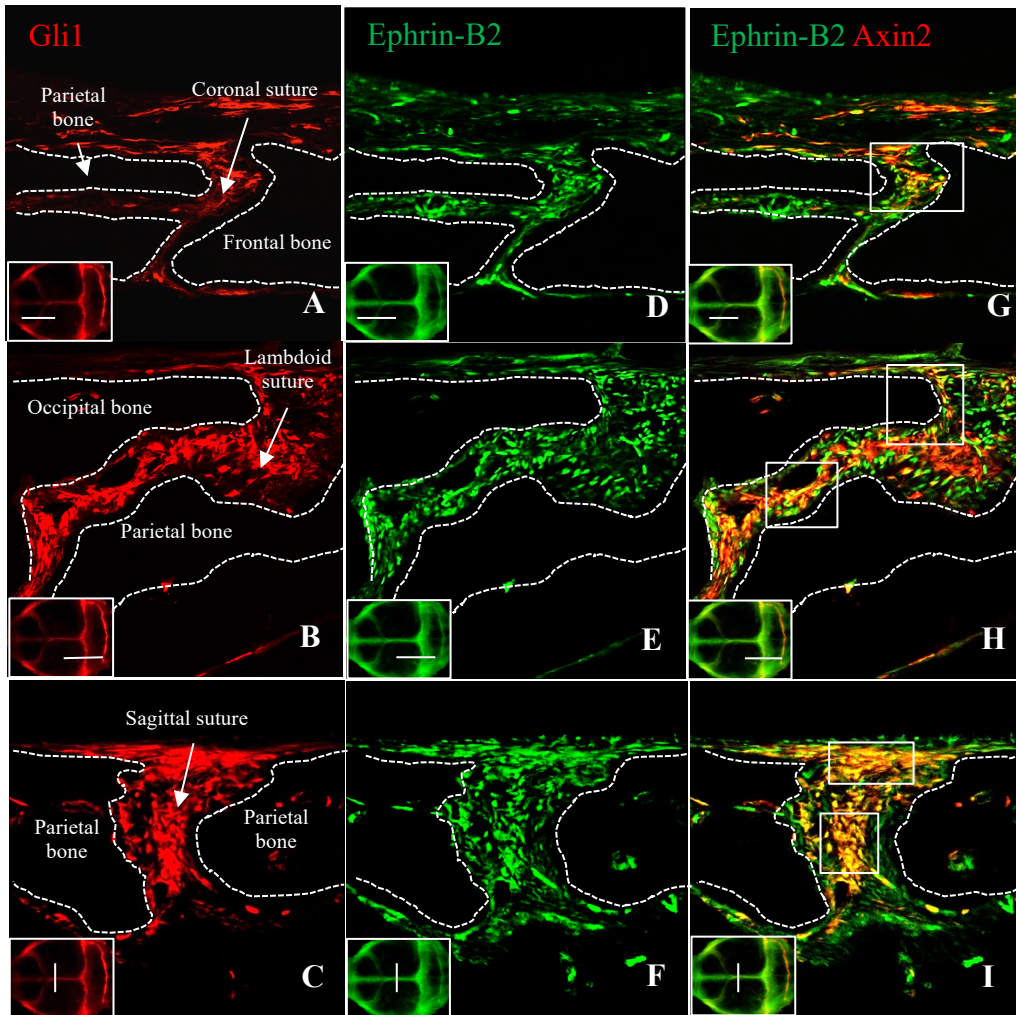 Gli1
Ephrin-B2
Ephrin-B2 Axin2
Coronal suture
Parietal
bone
Frontal bone
A
D
G
Lambdoid
suture
Occipital bone
Parietal bone
B
E
H
Sagittal suture
Parietal
bone
Parietal
bone
C
F
I